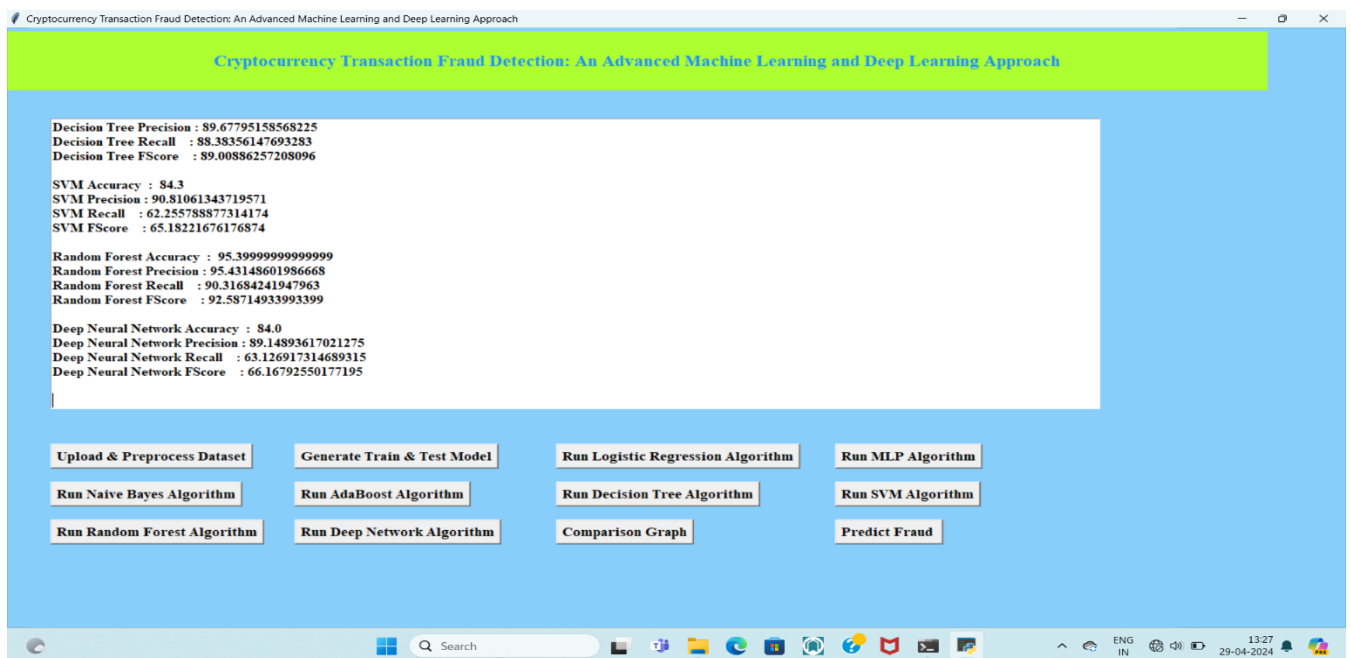 Cryptocurrency Transaction Fraud Detection: An Advanced Machine Learning and Deep Learning Approach
Cryptocurrency Transaction Fraud Detection: An Advanced Machine Learning and Deep Learning Approach
Decision Tree Precision : 89.67795158568225
Decision Tree Recall : 88.38356147693283
Decision Tree FScore : 89.00886257208096
SVM Accuracy : 84.3
SVM Precision : 90.81061343719571
SVM Recall : 62.255788877314174
SVM FScore : 65.18221676176874
Random Forest Accuracy : 95.39999999999999
Random Forest Precision : 95.43148601986668
Random Forest Recall : 90.31684241947963
Random Forest FScore : 92.58714933993399
Deep Neural Network Accuracy : 84.0
Deep Neural Network Precision : 89.14893617021275
Deep Neural Network Recall : 63.126917314689315
Deep Neural Network FScore : 66.16792550177195
Upload & Preprocess Dataset Generate Train & Test Model Run Logistic Regression Algorithm Run MLP Algorithm
Run Naive Bayes Algorithm Run AdaBoost Algorithm Run Decision Tree Algorithm Run SVM Algorithm
Run Random Forest Algorithm Run Deep Network Algorithm Comparison Graph Predict Fraud
Search ENG 13:27
IN 29-04-2024